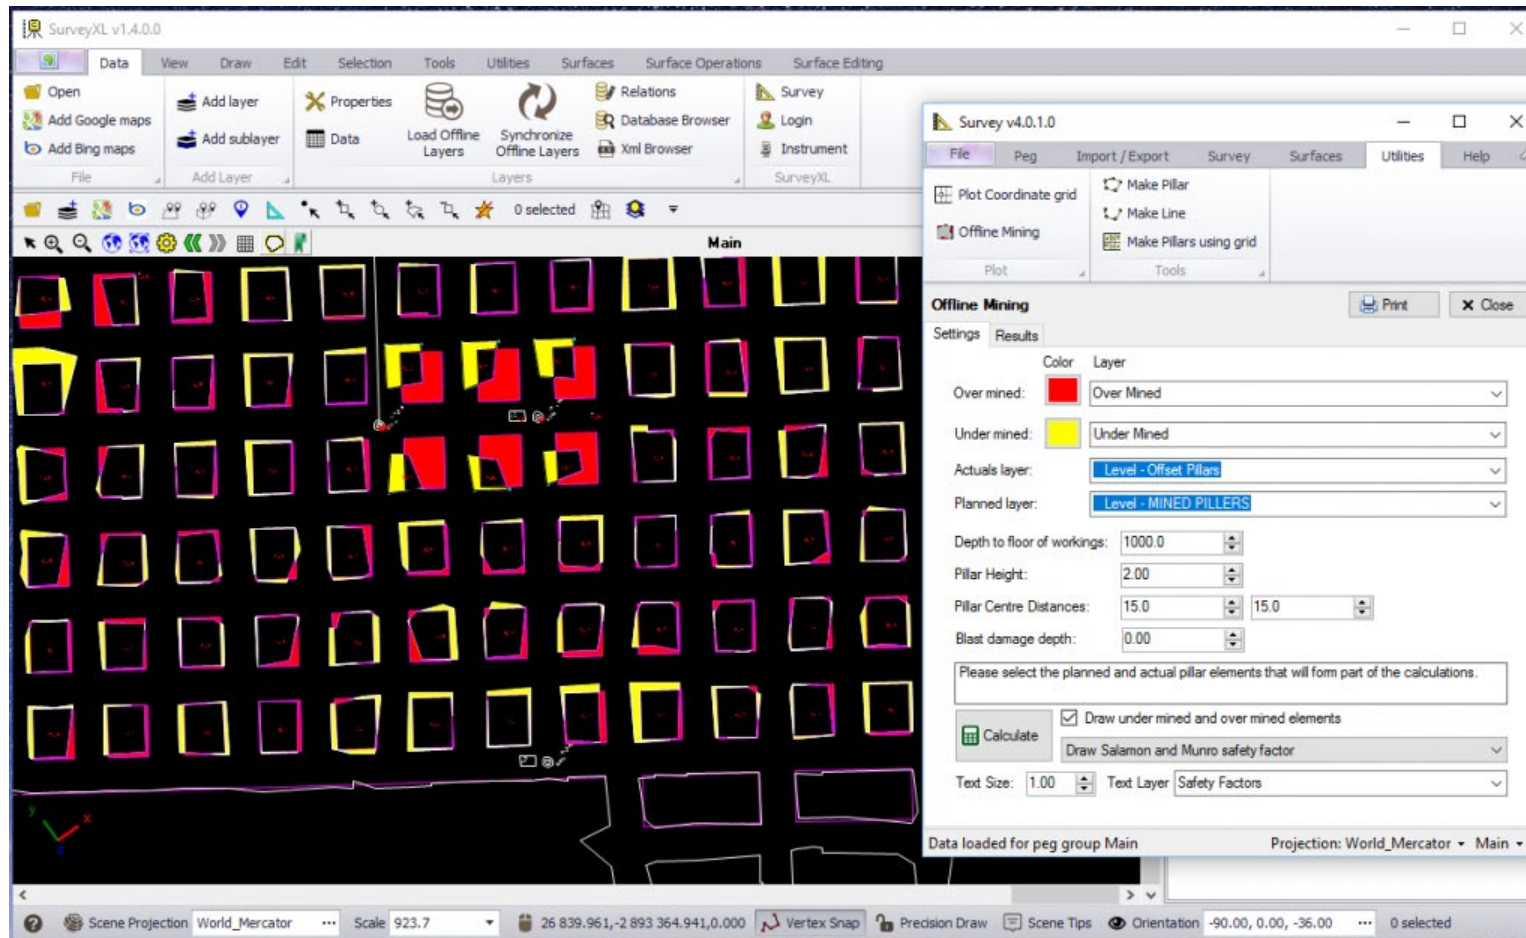 SurveyXL v1.4.0.0
Data View Draw Edit Selection Tools Utilities Surfaces Surface Operations Surface Editing
Open
Add Google maps
Add Bing maps
File
Add layer
Add sublayer
Add Layer
Properties
Data
Load Offline
Layers
Synchronize
Offline Layers
Relations
Database Browser
Xml Browser
Layers
Survey
Login
Instrument
SurveyXL
0 selected
Main
Survey v4.0.1.0
File Peg Import / Export Survey Surfaces Utilities Help
Plot Coordinate grid
Offline Mining
Plot
Make Pillar
Make Line
Make Pillars using grid
Tools
Offline Mining
Print
Close
Settings Results
Color Layer
Over mined: Over Mined
Under mined: Under Mined
Actuals layer: Level - Offset Pillars
Planned layer: Level - MINED PILLERS
Depth to floor of workings: 1000.0
Pillar Height: 2.00
Pillar Centre Distances: 15.0 15.0
Blast damage depth: 0.00
Please select the planned and actual pillar elements that will form part of the calculations.
Calculate
Draw under mined and over mined elements
Draw Salamon and Munro safety factor
Text Size: 1.00 Text Layer Safety Factors
Data loaded for peg group Main Projection: World_Mercator Main
y
x
z
Scene Projection World_Mercator ... Scale 923.7 26 839.961,-2 893 364.941,0.000 Vertex Snap Precision Draw Scene Tips Orientation -90.00, 0.00, -36.00 ... 0 selected